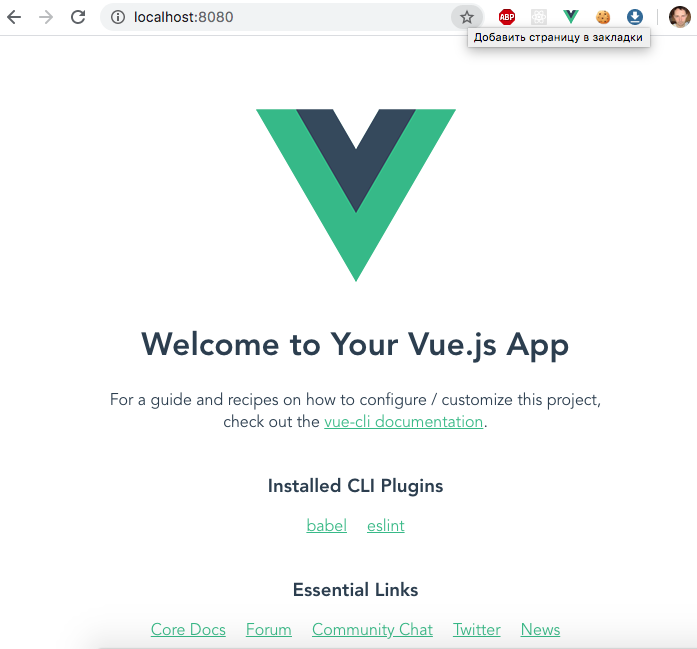 localhost:8080
ABP
Добавить страницу в закладки
Welcome to Your Vue.js App
For a guide and recipes on how to configure / customize this project,
check out the vue-cli documentation.
Installed CLI Plugins
babel eslint
Essential Links
Core Docs Forum Community Chat Twitter News